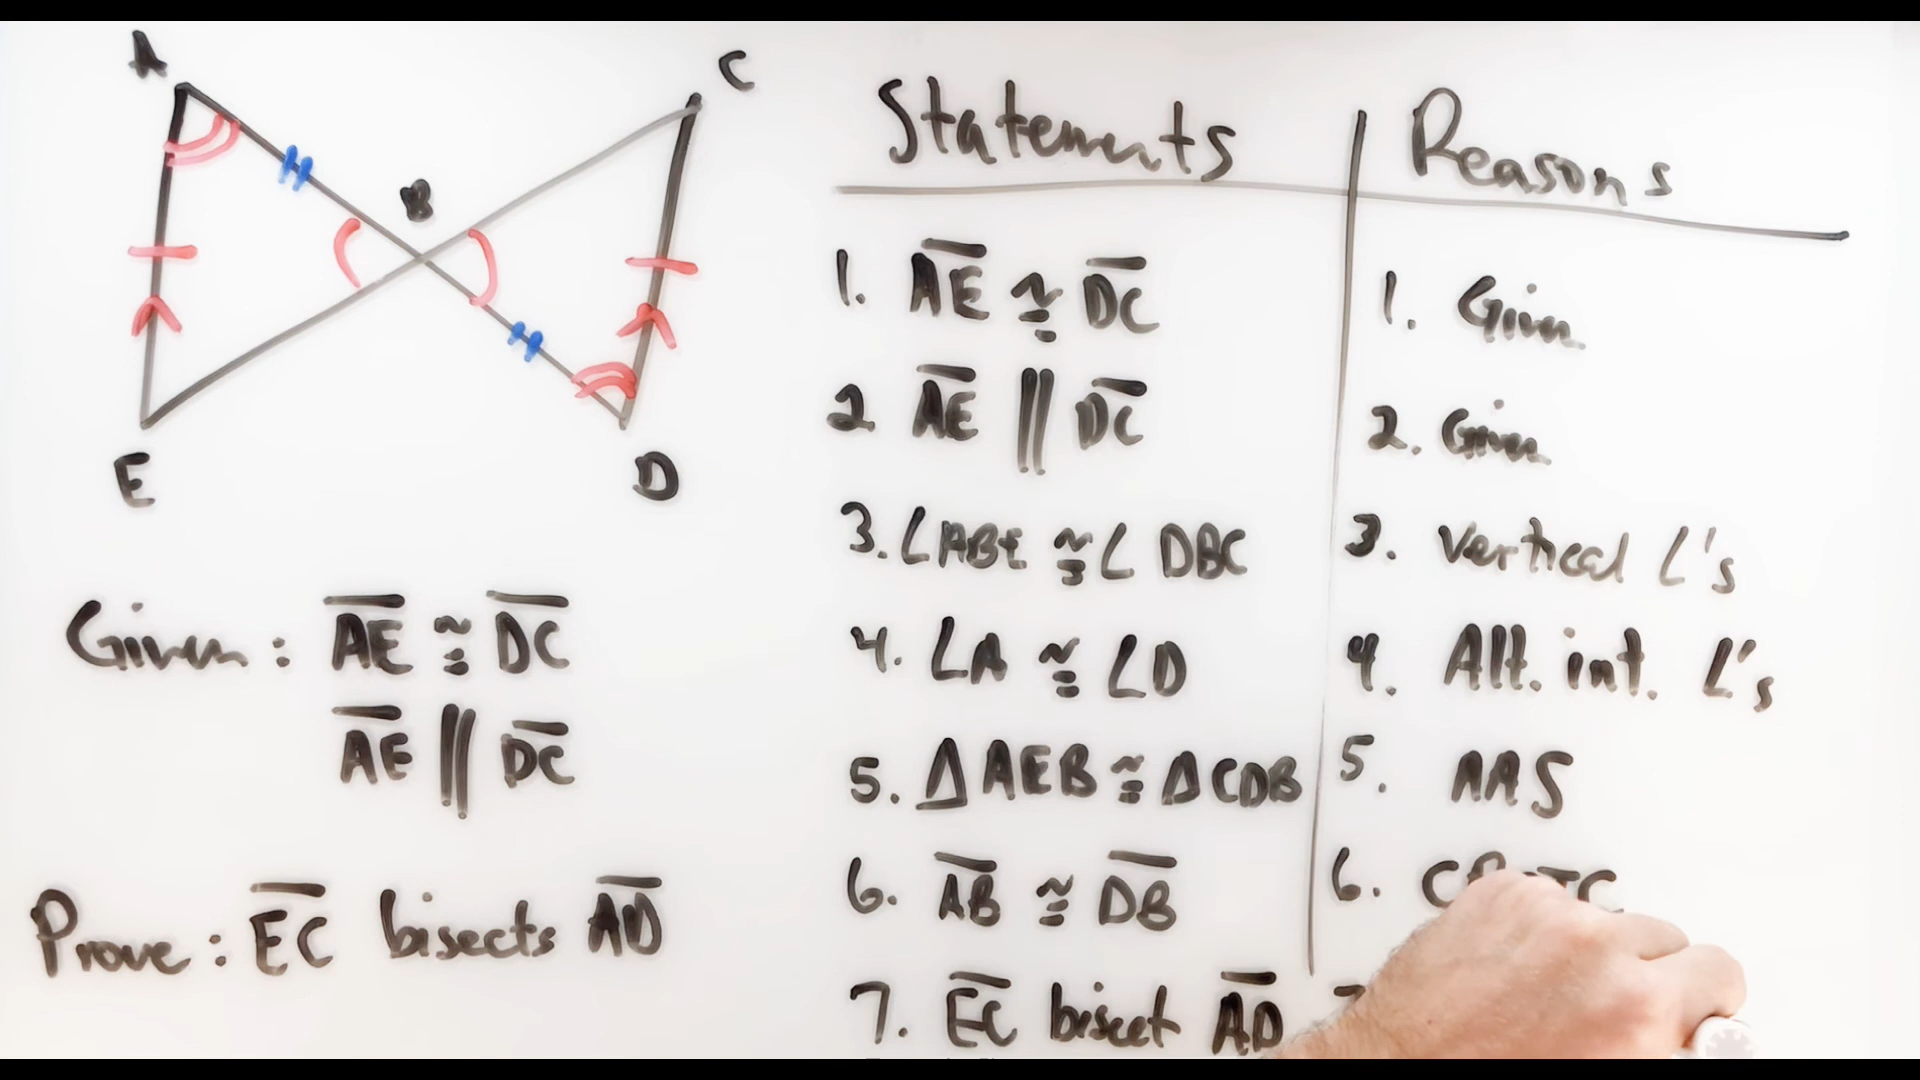 A
C
B
E
D
Given: AE ≅ DC
AE || DC
Prove: EC bisects AD
Statements | Reasons
1. AE ≅ DC 1. Given
2 AE || DC 2. Given
3. ∠ABE ≅ ∠DBC 3. Vertical ∠'s
4. ∠A ≅ ∠D 4. Alt. int. ∠'s
5. ΔAEB ≅ ΔCDB 5. AAS
6. AB ≅ DB 6.
7. EC bisect AD